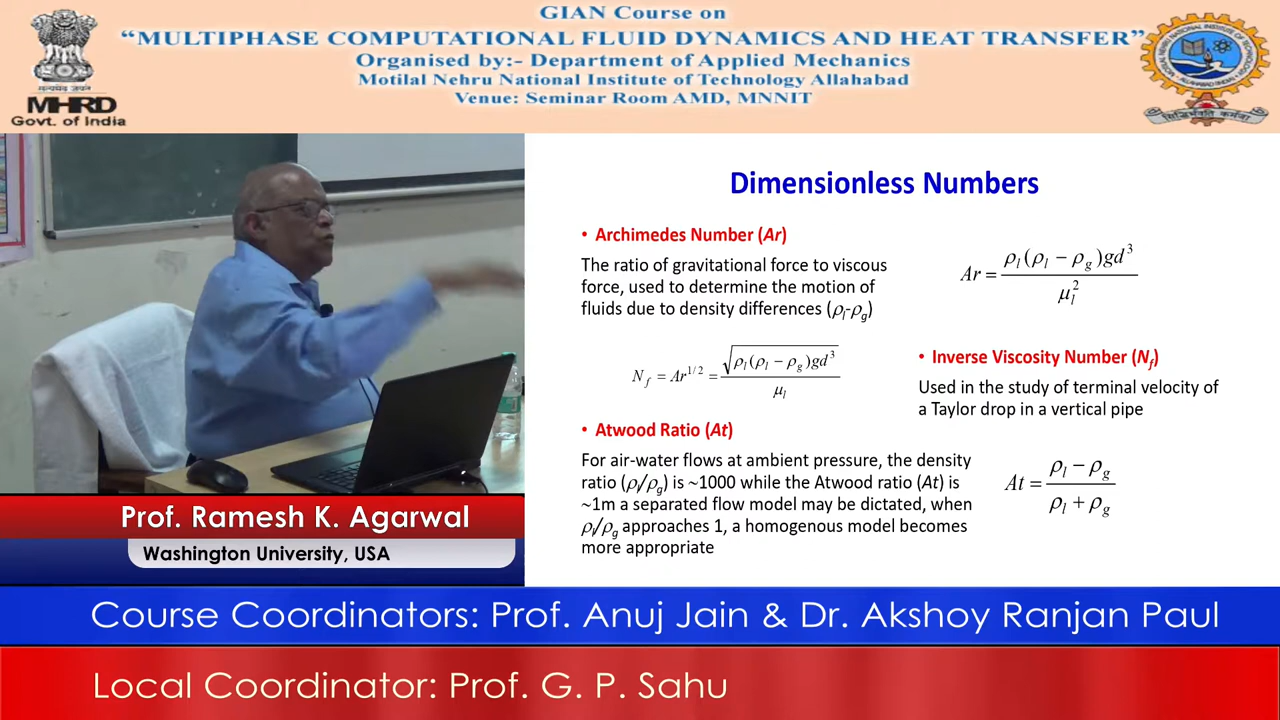 GIAN Course on
“MULTIPHASE COMPUTATIONAL FLUID DYNAMICS AND HEAT TRANSFER”
Organised by:- Department of Applied Mechanics
Motilal Nehru National Institute of Technology Allahabad
Venue: Seminar Room AMD, MNNIT
सत्यमेव जयते
MHRD
Govt. of India
Dimensionless Numbers
• Archimedes Number (Ar)
The ratio of gravitational force to viscous
force, used to determine the motion of
fluids due to density differences (ρl-ρg)
Ar = ρl(ρl − ρg)gd³ / μl²
Nf = Ar^1/2 = √ρl(ρl − ρg)gd³ / μl
• Inverse Viscosity Number (Nf)
Used in the study of terminal velocity of
a Taylor drop in a vertical pipe
• Atwood Ratio (At)
For air-water flows at ambient pressure, the density
ratio (ρl/ρg) is ~1000 while the Atwood ratio (At) is
~1m a separated flow model may be dictated, when
ρl/ρg approaches 1, a homogenous model becomes
more appropriate
At = ρl − ρg / ρl + ρg
Prof. Ramesh K. Agarwal
Washington University, USA
Course Coordinators: Prof. Anuj Jain & Dr. Akshoy Ranjan Paul
Local Coordinator: Prof. G. P. Sahu